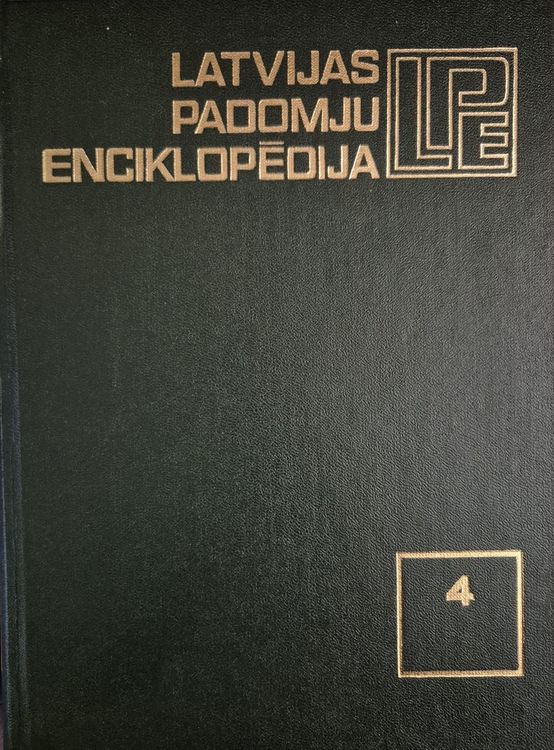 LATVIJAS
PADOMJU
ENCIKLOPĒDIJA
LPE
4